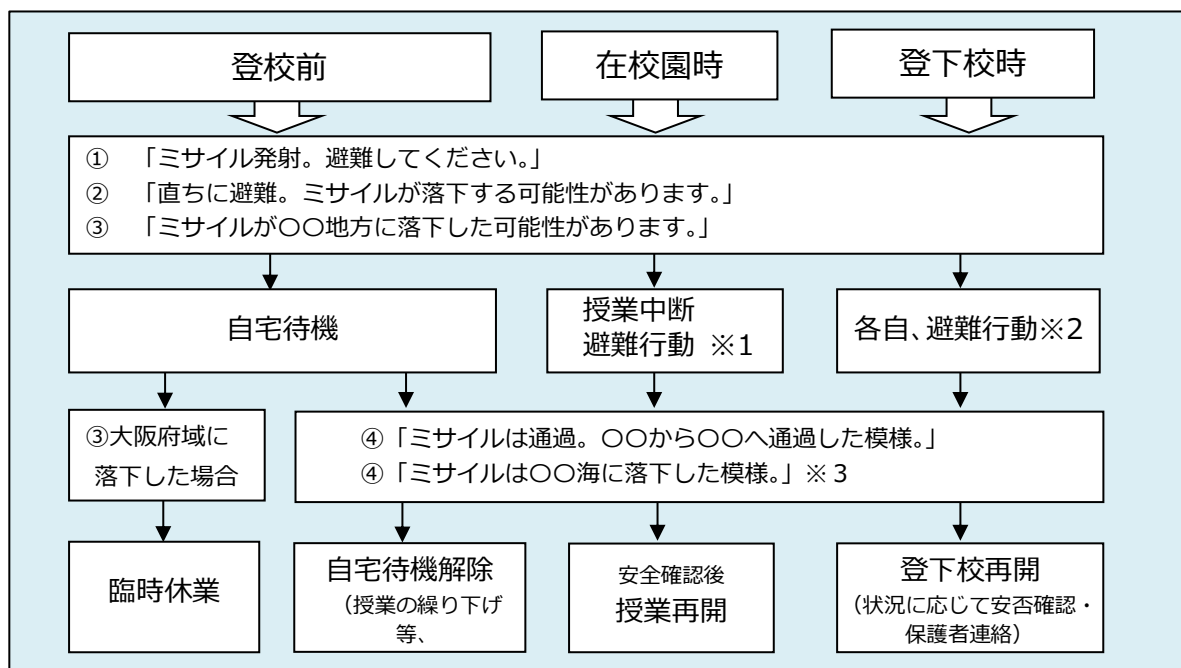 登校前
在校園時
登下校時
① 「ミサイル発射。避難してください。」
② 「直ちに避難。ミサイルが落下する可能性があります。」
③ 「ミサイルが〇〇地方に落下した可能性があります。」
自宅待機
授業中断
避難行動 ※1
各自、避難行動※2
③大阪府域に
落下した場合
④「ミサイルは通過。〇〇から〇〇へ通過した模様。」
④「ミサイルは〇〇海に落下した模様。」※３
臨時休業
自宅待機解除
（授業の繰り下げ
等、
安全確認後
授業再開
登下校再開
（状況に応じて安否確認・
保護者連絡）